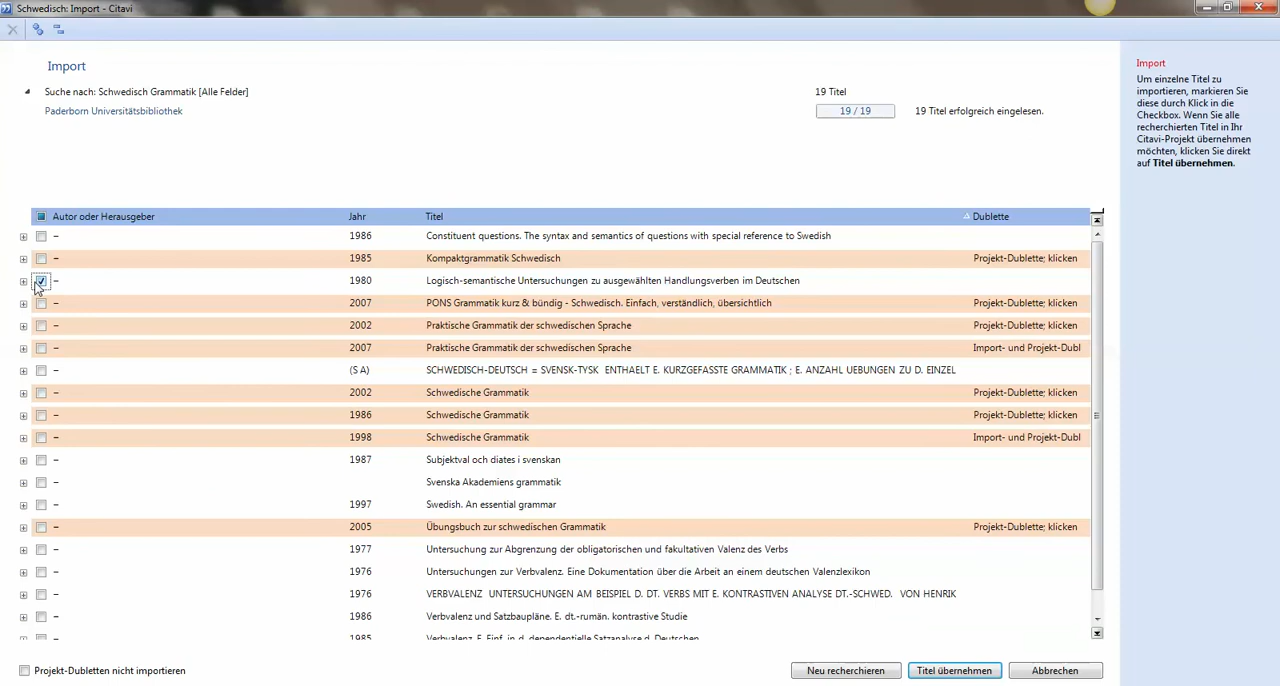 Schwedisch: Import - Citavi
Import
Suche nach: Schwedisch Grammatik [Alle Felder]
19 Titel
Paderborn Universitätsbibliothek
19 / 19
19 Titel erfolgreich eingelesen.
Import
Um einzelne Titel zu
importieren, markieren Sie
diese durch Klick in die
Checkbox. Wenn Sie alle
recherchierten Titel in Ihr
Citavi-Projekt übernehmen
möchten, klicken Sie direkt
auf Titel übernehmen.
Autor oder Herausgeber Jahr Titel Dublette
– 1986 Constituent questions. The syntax and semantics of questions with special reference to Swedish
– 1985 Kompaktgrammatik Schwedisch Projekt-Dublette; klicken
– 1980 Logisch-semantische Untersuchungen zu ausgewählten Handlungsverben im Deutschen
– 2007 PONS Grammatik kurz & bündig - Schwedisch. Einfach, verständlich, übersichtlich Projekt-Dublette; klicken
– 2002 Praktische Grammatik der schwedischen Sprache Projekt-Dublette; klicken
– 2007 Praktische Grammatik der schwedischen Sprache Import- und Projekt-Dubl
– (S A) SCHWEDISCH-DEUTSCH = SVENSK-TYSK ENTHAELT E. KURZGEFASSTE GRAMMATIK ; E. ANZAHL UEBUNGEN ZU D. EINZEL
– 2002 Schwedische Grammatik Projekt-Dublette; klicken
– 1986 Schwedische Grammatik Projekt-Dublette; klicken
– 1998 Schwedische Grammatik Import- und Projekt-Dubl
– 1987 Subjektval och diates i svenskan
– Svenska Akademiens grammatik
– 1997 Swedish. An essential grammar
– 2005 Übungsbuch zur schwedischen Grammatik Projekt-Dublette; klicken
– 1977 Untersuchung zur Abgrenzung der obligatorischen und fakultativen Valenz des Verbs
– 1976 Untersuchungen zur Verbvalenz. Eine Dokumentation über die Arbeit an einem deutschen Valenzlexikon
– 1976 VERBVALENZ UNTERSUCHUNGEN AM BEISPIEL D. DT. VERBS MIT E. KONTRASTIVEN ANALYSE DT.-SCHWED. VON HENRIK
– 1986 Verbvalenz und Satzbaupläne. E. dt.-rumän. kontrastive Studie
– 1985 Verbvalenz. E. Einf. in d. dependentielle Satzanalyse d. Deutschen
Projekt-Dubletten nicht importieren
Neu recherchieren
Titel übernehmen
Abbrechen